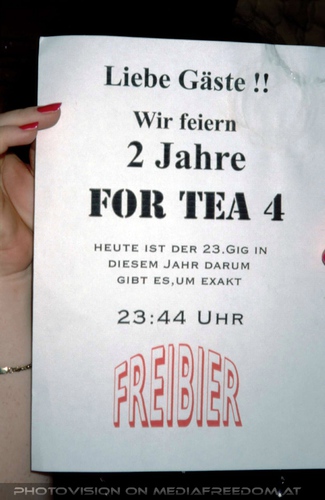 Liebe Gäste !!
Wir feiern
2 Jahre
FOR TEA 4
HEUTE IST DER 23.GIG IN
DIESEM JAHR DARUM
GIBT ES,UM EXAKT
23:44 UHR
FREIBIER
PHOTOVISION ON MEDIAFREEDOM.AT